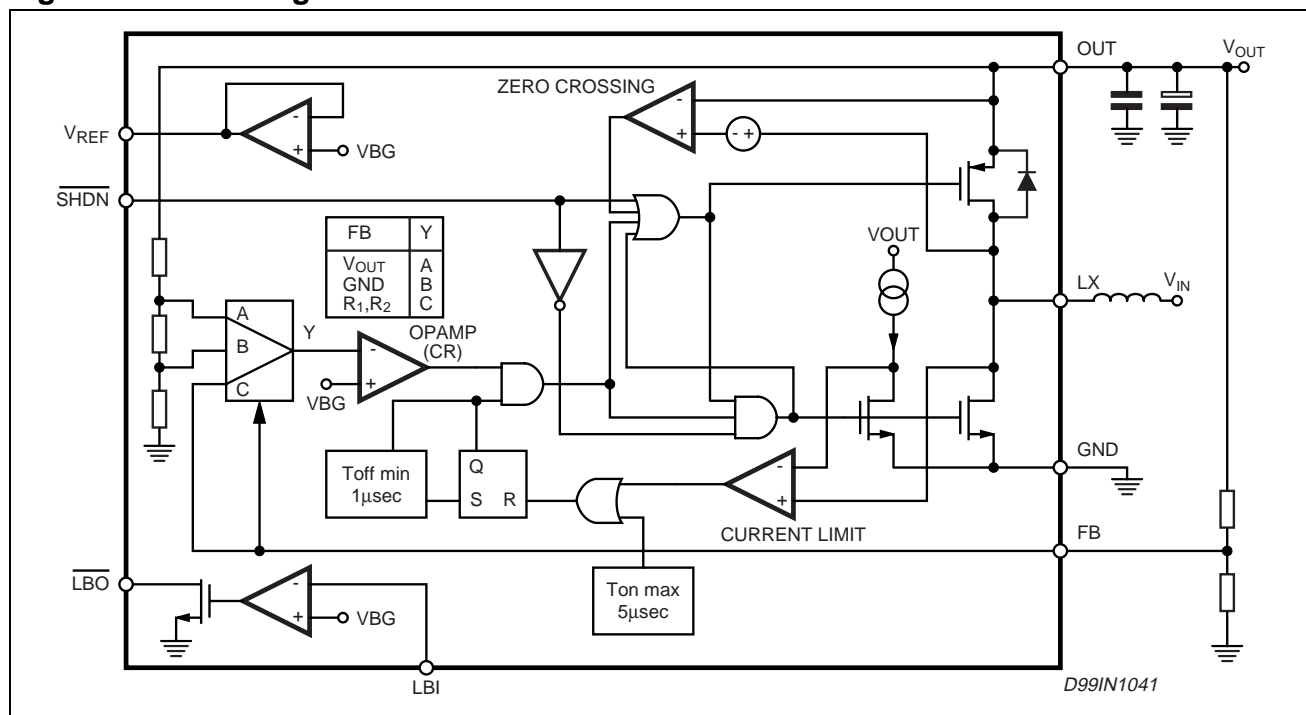 OUT
VOUT
ZERO CROSSING
-
+
- +
VREF
-
+
VBG
SHDN
FB Y
VOUT A
GND B
R1,R2 C
VOUT
LX
VIN
A
B
C
Y
OPAMP
(CR)
-
+
VBG
Toff min
1µsec
Q
S R
-
+
CURRENT LIMIT
GND
FB
Ton max
5µsec
LBO
-
+
VBG
LBI
D99IN1041